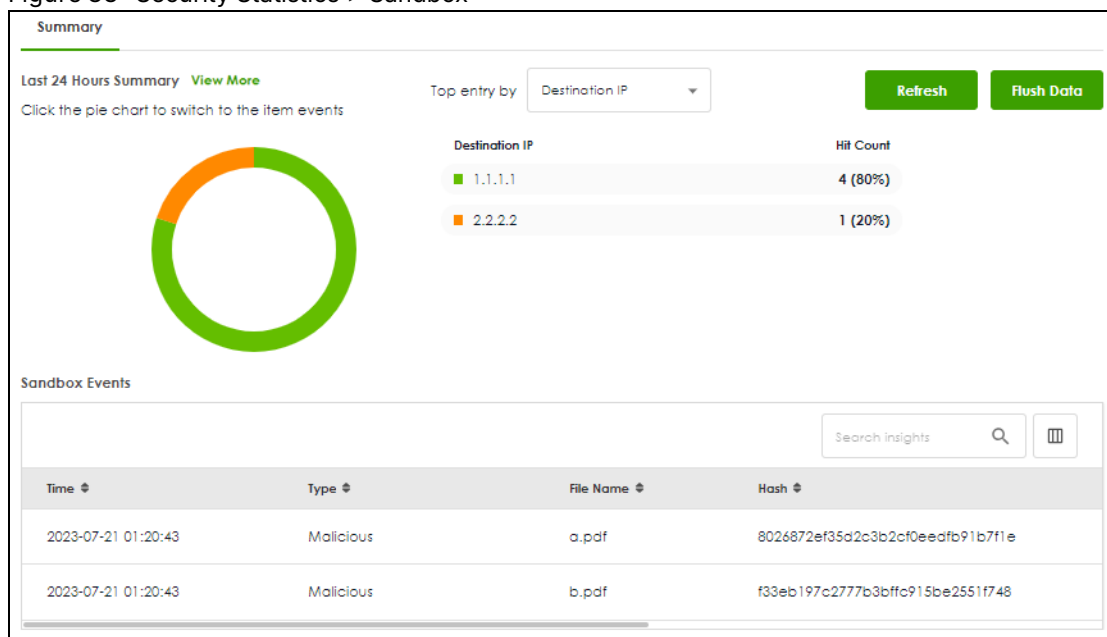 Summary
Last 24 Hours Summary View More
Click the pie chart to switch to the item events
Top entry by Destination IP
Refresh
Flush Data
Destination IP Hit Count
1.1.1.1 4 (80%)
2.2.2.2 1 (20%)
Sandbox Events
Search insights
Time Type File Name Hash
2023-07-21 01:20:43 Malicious a.pdf 8026872ef35d2c3b2cf0eedfb91b7f1e
2023-07-21 01:20:43 Malicious b.pdf f33eb197c2777b3bffc915be2551f748